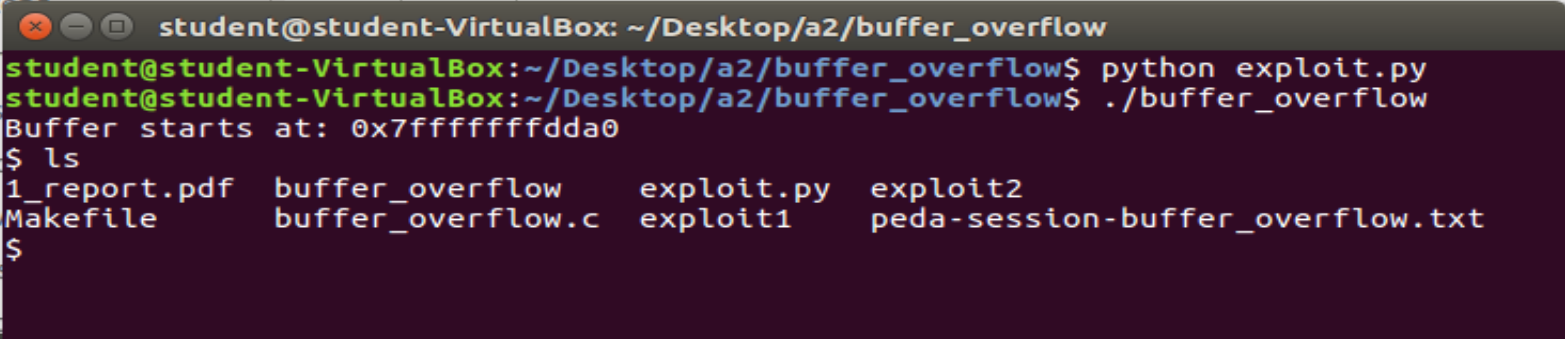 student@student-VirtualBox: ~/Desktop/a2/buffer_overflow
student@student-VirtualBox:~/Desktop/a2/buffer_overflow$ python exploit.py
student@student-VirtualBox:~/Desktop/a2/buffer_overflow$ ./buffer_overflow
Buffer starts at: 0x7fffffffdda0
$ ls
1_report.pdf  buffer_overflow    exploit.py  exploit2
Makefile      buffer_overflow.c  exploit1    peda-session-buffer_overflow.txt
$